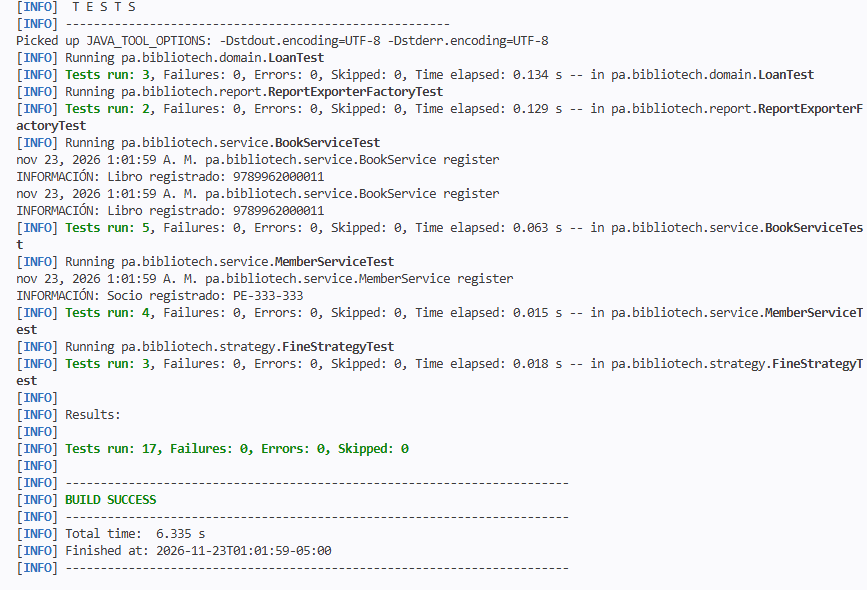 [INFO]  T E S T S
[INFO] -------------------------------------------------------
Picked up JAVA_TOOL_OPTIONS: -Dstdout.encoding=UTF-8 -Dstderr.encoding=UTF-8
[INFO] Running pa.bibliotech.domain.LoanTest
[INFO] Tests run: 3, Failures: 0, Errors: 0, Skipped: 0, Time elapsed: 0.134 s -- in pa.bibliotech.domain.LoanTest
[INFO] Running pa.bibliotech.report.ReportExporterFactoryTest
[INFO] Tests run: 2, Failures: 0, Errors: 0, Skipped: 0, Time elapsed: 0.129 s -- in pa.bibliotech.report.ReportExporterF
actoryTest
[INFO] Running pa.bibliotech.service.BookServiceTest
nov 23, 2026 1:01:59 A. M. pa.bibliotech.service.BookService register
INFORMACIÓN: Libro registrado: 9789962000011
nov 23, 2026 1:01:59 A. M. pa.bibliotech.service.BookService register
INFORMACIÓN: Libro registrado: 9789962000011
[INFO] Tests run: 5, Failures: 0, Errors: 0, Skipped: 0, Time elapsed: 0.063 s -- in pa.bibliotech.service.BookServiceTes
t
[INFO] Running pa.bibliotech.service.MemberServiceTest
nov 23, 2026 1:01:59 A. M. pa.bibliotech.service.MemberService register
INFORMACIÓN: Socio registrado: PE-333-333
[INFO] Tests run: 4, Failures: 0, Errors: 0, Skipped: 0, Time elapsed: 0.015 s -- in pa.bibliotech.service.MemberServiceT
est
[INFO] Running pa.bibliotech.strategy.FineStrategyTest
[INFO] Tests run: 3, Failures: 0, Errors: 0, Skipped: 0, Time elapsed: 0.018 s -- in pa.bibliotech.strategy.FineStrategyT
est
[INFO]
[INFO] Results:
[INFO]
[INFO] Tests run: 17, Failures: 0, Errors: 0, Skipped: 0
[INFO]
[INFO] ------------------------------------------------------------------------
[INFO] BUILD SUCCESS
[INFO] ------------------------------------------------------------------------
[INFO] Total time:  6.335 s
[INFO] Finished at: 2026-11-23T01:01:59-05:00
[INFO] ------------------------------------------------------------------------